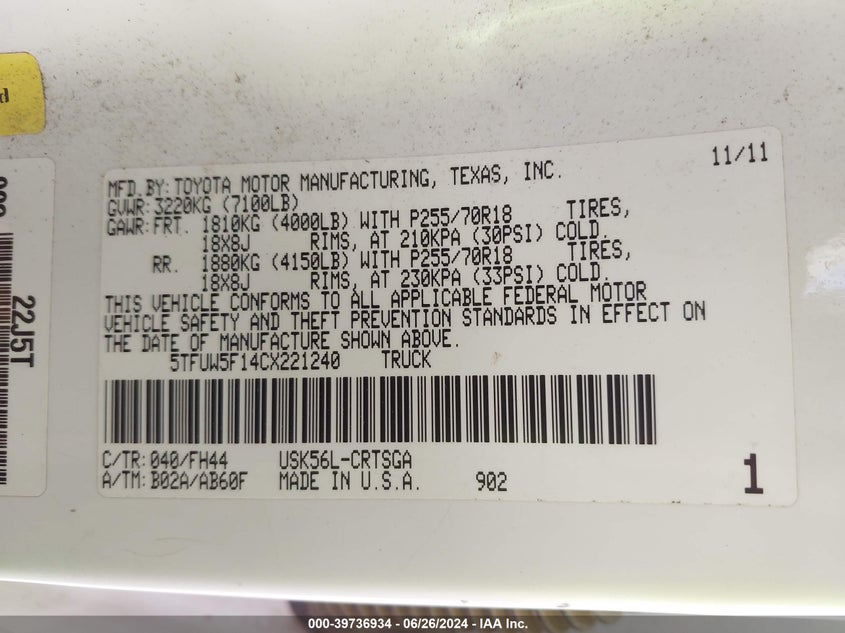 d
22J5T
MFD.BY:TOYOTA MOTOR MANUFACTURING, TEXAS, INC. 11/11
GVWR:3220KG (7100LB)
GAWR:FRT. 1810KG (4000LB) WITH P255/70R18 TIRES,
18X8J RIMS, AT 210KPA (30PSI) COLD.
RR. 1880KG (4150LB) WITH P255/70R18 TIRES,
18X8J RIMS, AT 230KPA (33PSI) COLD.
THIS VEHICLE CONFORMS TO ALL APPLICABLE FEDERAL MOTOR
VEHICLE SAFETY AND THEFT PREVENTION STANDARDS IN EFFECT ON
THE DATE OF MANUFACTURE SHOWN ABOVE.
5TFUW5F14CX221240 TRUCK
C/TR:040/FH44 USK56L-CRTSGA
A/TM:B02A/AB60F MADE IN U.S.A. 902
1
000-39736934 - 06/26/2024 - IAA Inc.